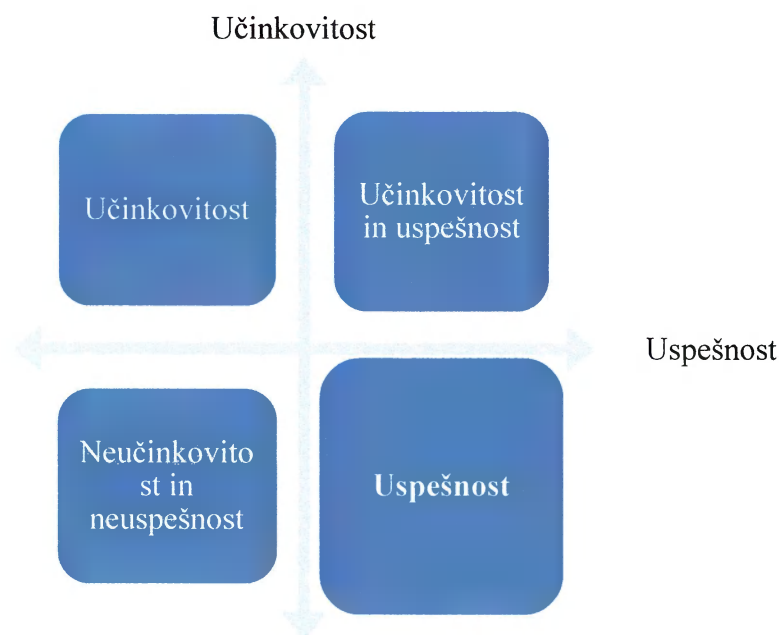 Učinkovitost
Učinkovitost
Učinkovitost
in uspešnost
Uspešnost
Neučinkovito
st in
neuspešnost
Uspešnost